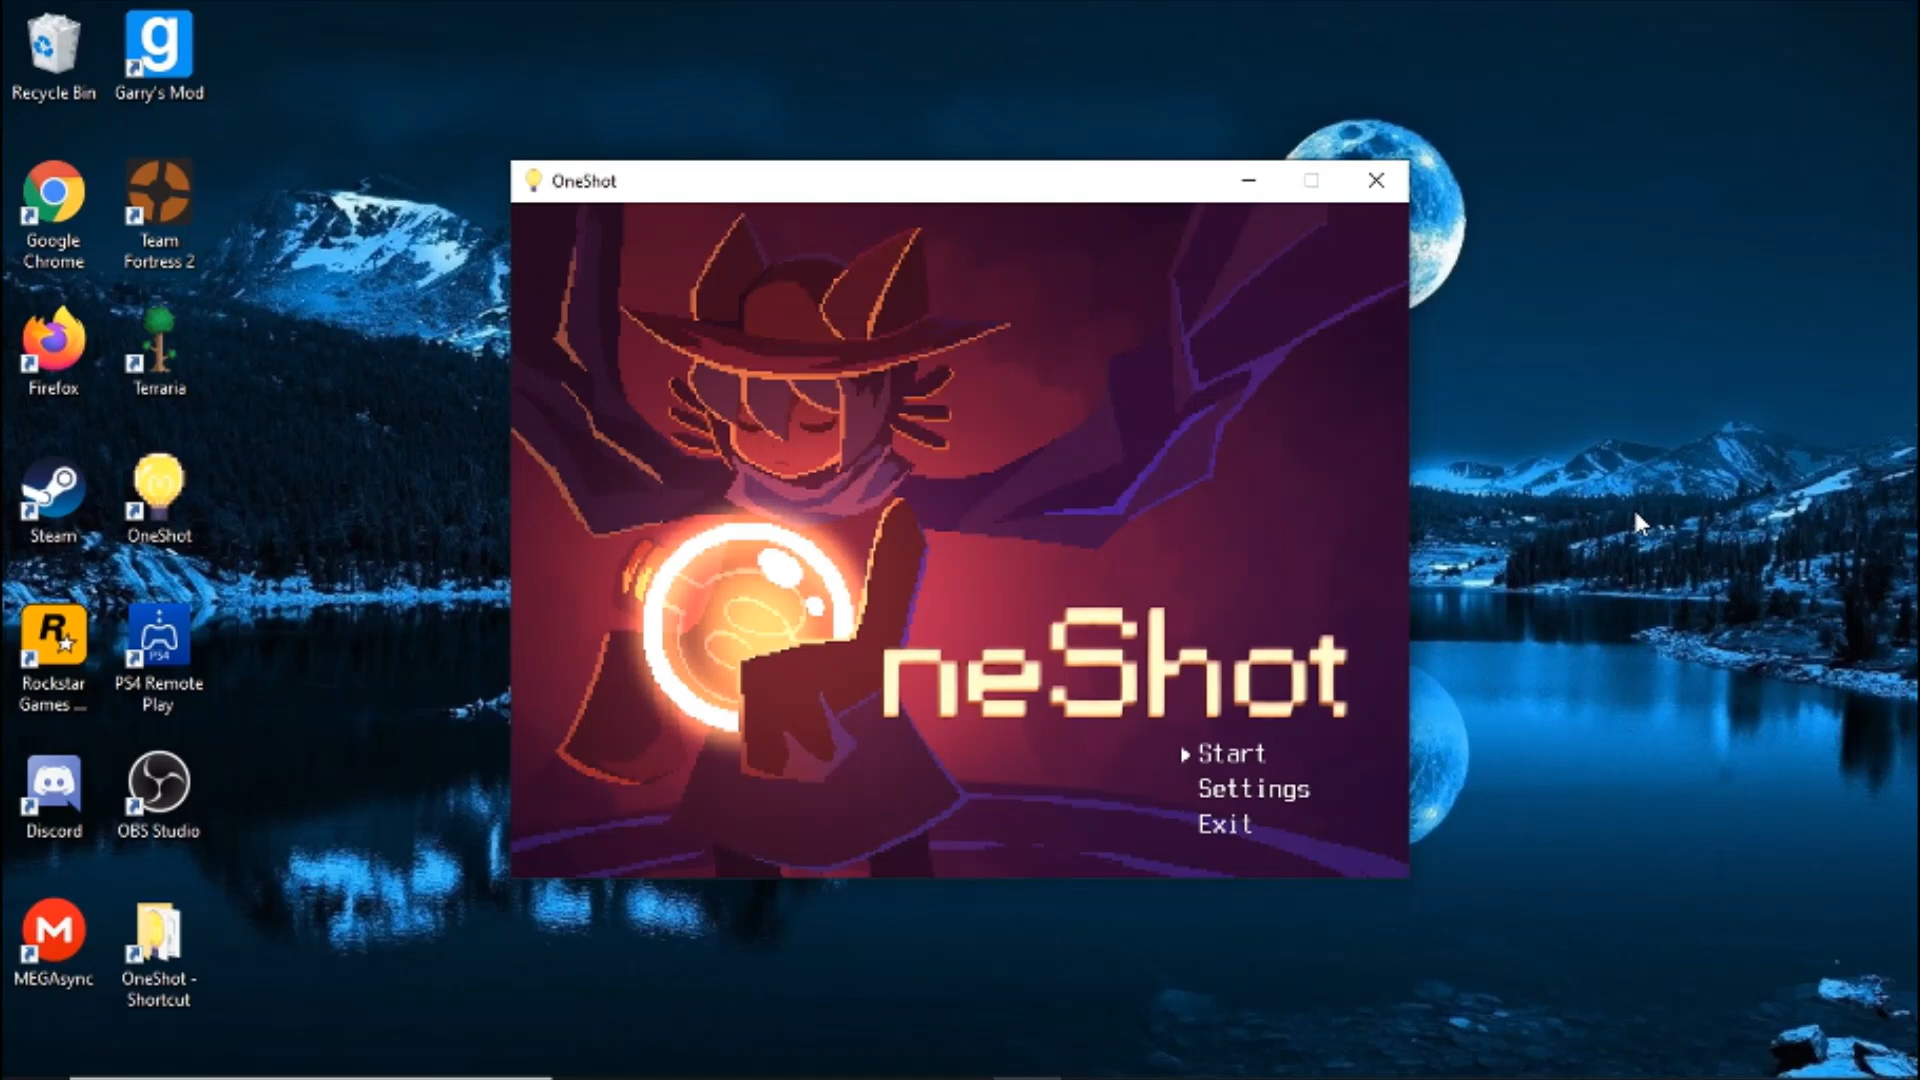 Recycle Bin
Garry's Mod
Google
Chrome
Team
Fortress 2
Firefox
Terraria
Steam
OneShot
R
Rockstar
Games ...
PS4
PS4 Remote
Play
Discord
OBS Studio
M
MEGAsync
OneShot -
Shortcut
g
OneShot
neShot
Start
Settings
Exit